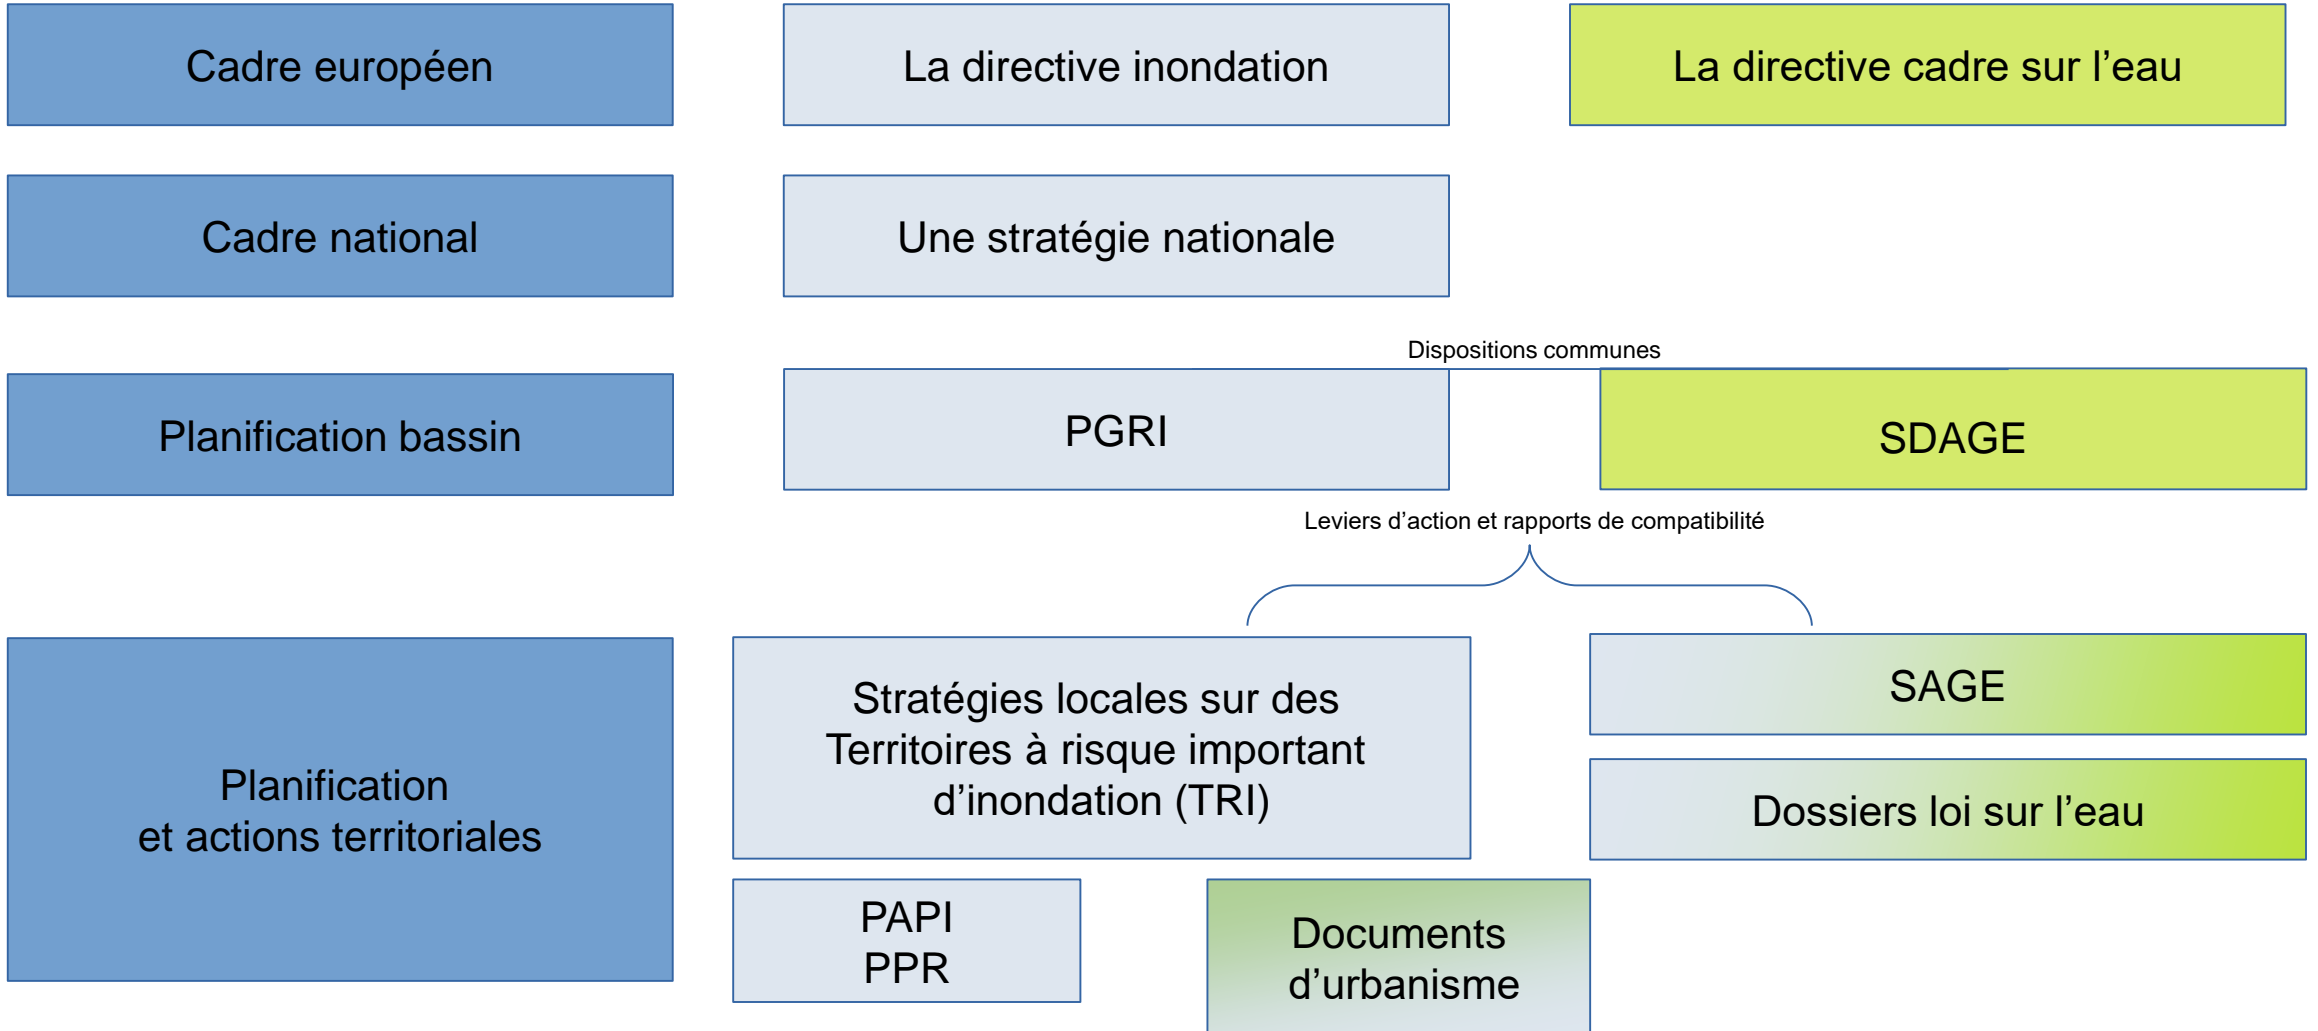 Cadre européen
La directive inondation
La directive cadre sur l’eau
Cadre national
Une stratégie nationale
Dispositions communes
Planification bassin
PGRI
SDAGE
Leviers d’action et rapports de compatibilité
Planification
et actions territoriales
Stratégies locales sur des
Territoires à risque important
d’inondation (TRI)
SAGE
Dossiers loi sur l’eau
PAPI
PPR
Documents
d’urbanisme